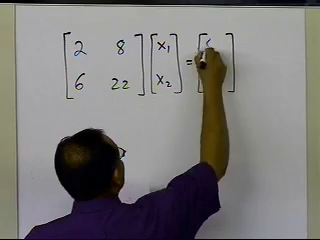 [2 8] [x₁] = [
[6 22] [x₂]